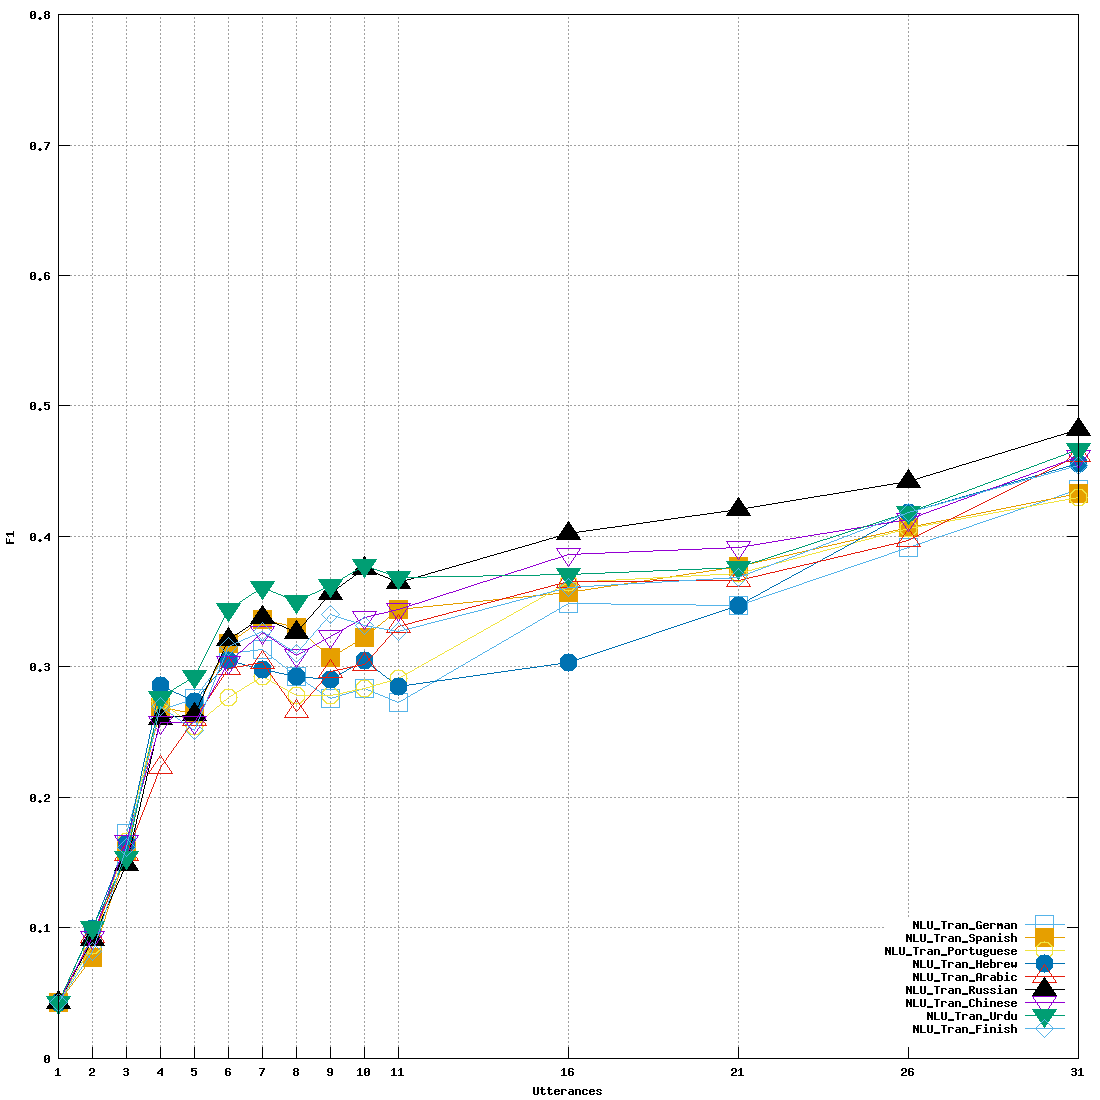 0.8
0.7
0.6
0.5
F1
0.4
0.3
0.2
0.1
NLU_Tran_German
NLU_Tran_Spanish
NLU_Tran_Portuguese
NLU_Tran_Hebrew
NLU_Tran_Arabic
NLU_Tran_Russian
NLU_Tran_Chinese
NLU_Tran_Urdu
NLU_Tran_Finish
0
1 2 3 4 5 6 7 8 9 10 11 16 21 26 31
Utterances